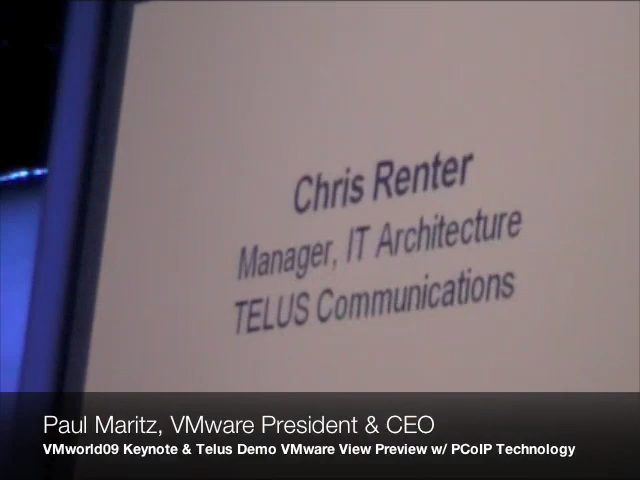 Chris Renter
Manager, IT Architecture
TELUS Communications
Paul Maritz, VMware President & CEO
VMworld09 Keynote & Telus Demo VMware View Preview w/ PCoIP Technology